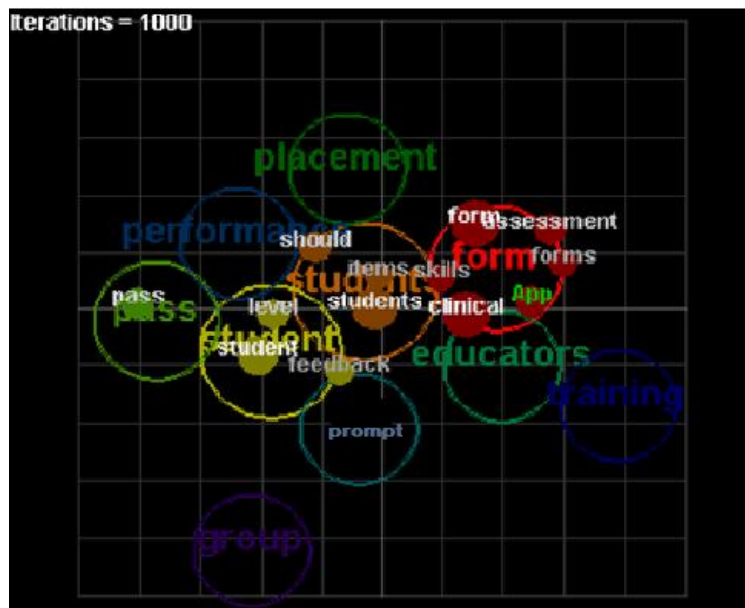 Iterations = 1000
placement
performance
should
form
assessment
form
forms
items
skills
students
students
App
clinical
pass
pass
level
student
student
feedback
educators
training
prompt
group